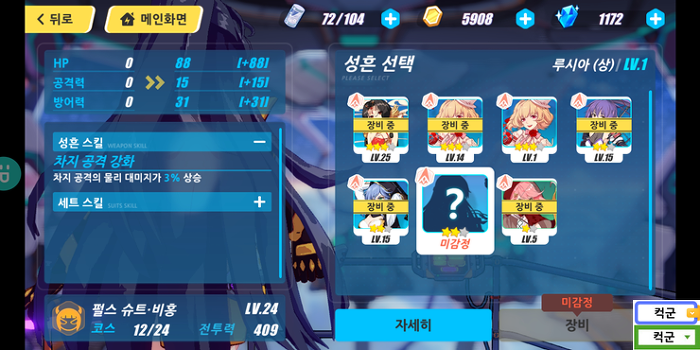 뒤로
메인화면
72/104
5908
1172
HP 0 88 [+88]
공격력 0 15 [+15]
방어력 0 31 [+31]
성흔 스킬 WEAPON SKILL
차지 공격 강화
차지 공격의 물리 대미지가 3% 상승
세트 스킬 SUITS SKILL
펄스 슈트·비홍 LV.24
코스 12/24 전투력 409
성흔 선택
PLEASE SELECT
루시아 (상)/ LV.1
장비 중
LV.25
장비 중
LV.14
장비 중
LV.1
장비 중
LV.15
장비 중
LV.15
?
미감정
장비 중
LV.5
자세히
미감정
장비
컥군
컥군